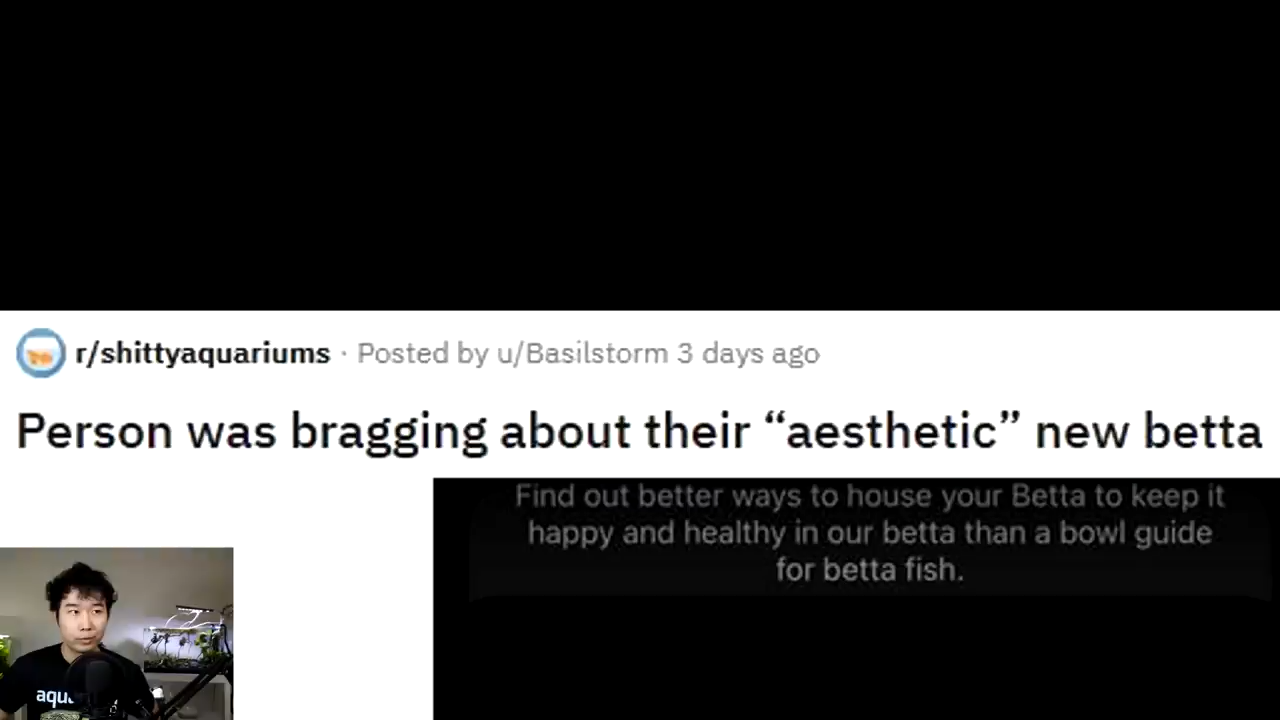 r/shittyaquariums · Posted by u/Basilstorm 3 days ago
Person was bragging about their “aesthetic” new betta
Find out better ways to house your Betta to keep it
happy and healthy in our betta than a bowl guide
for betta fish.